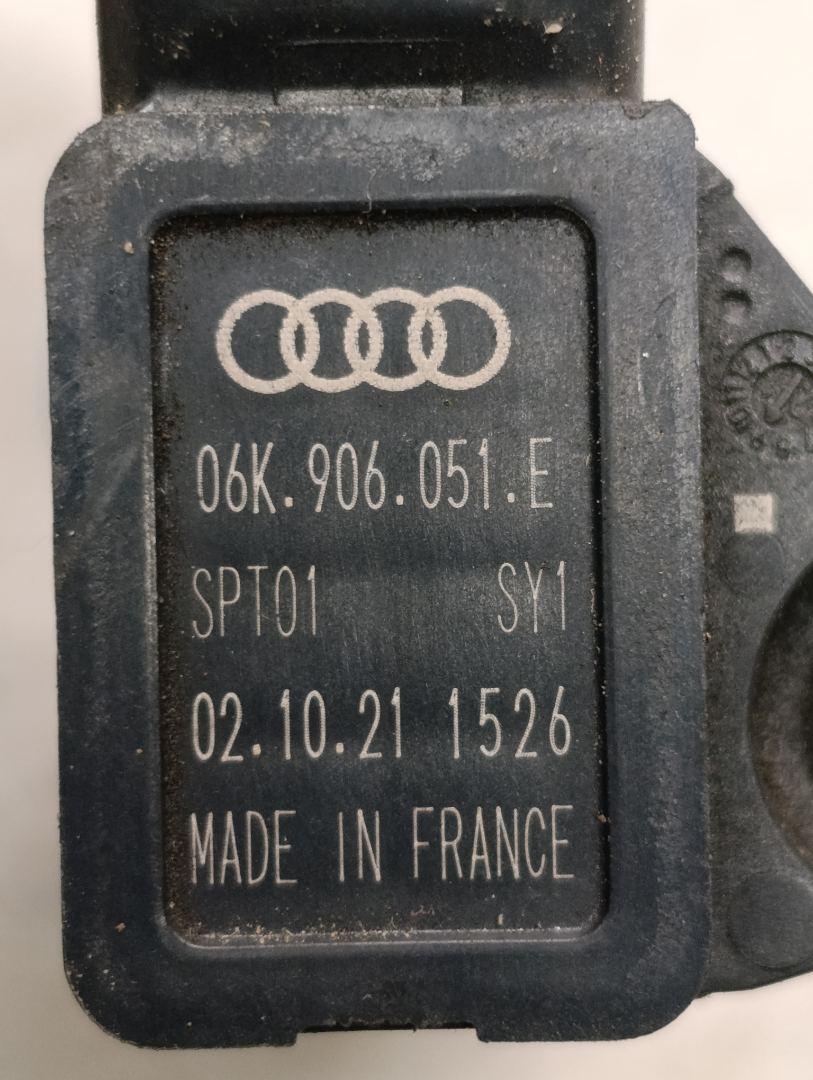 06K.906.051.E
SPT01 SY1
02.10.21 1526
MADE IN FRANCE